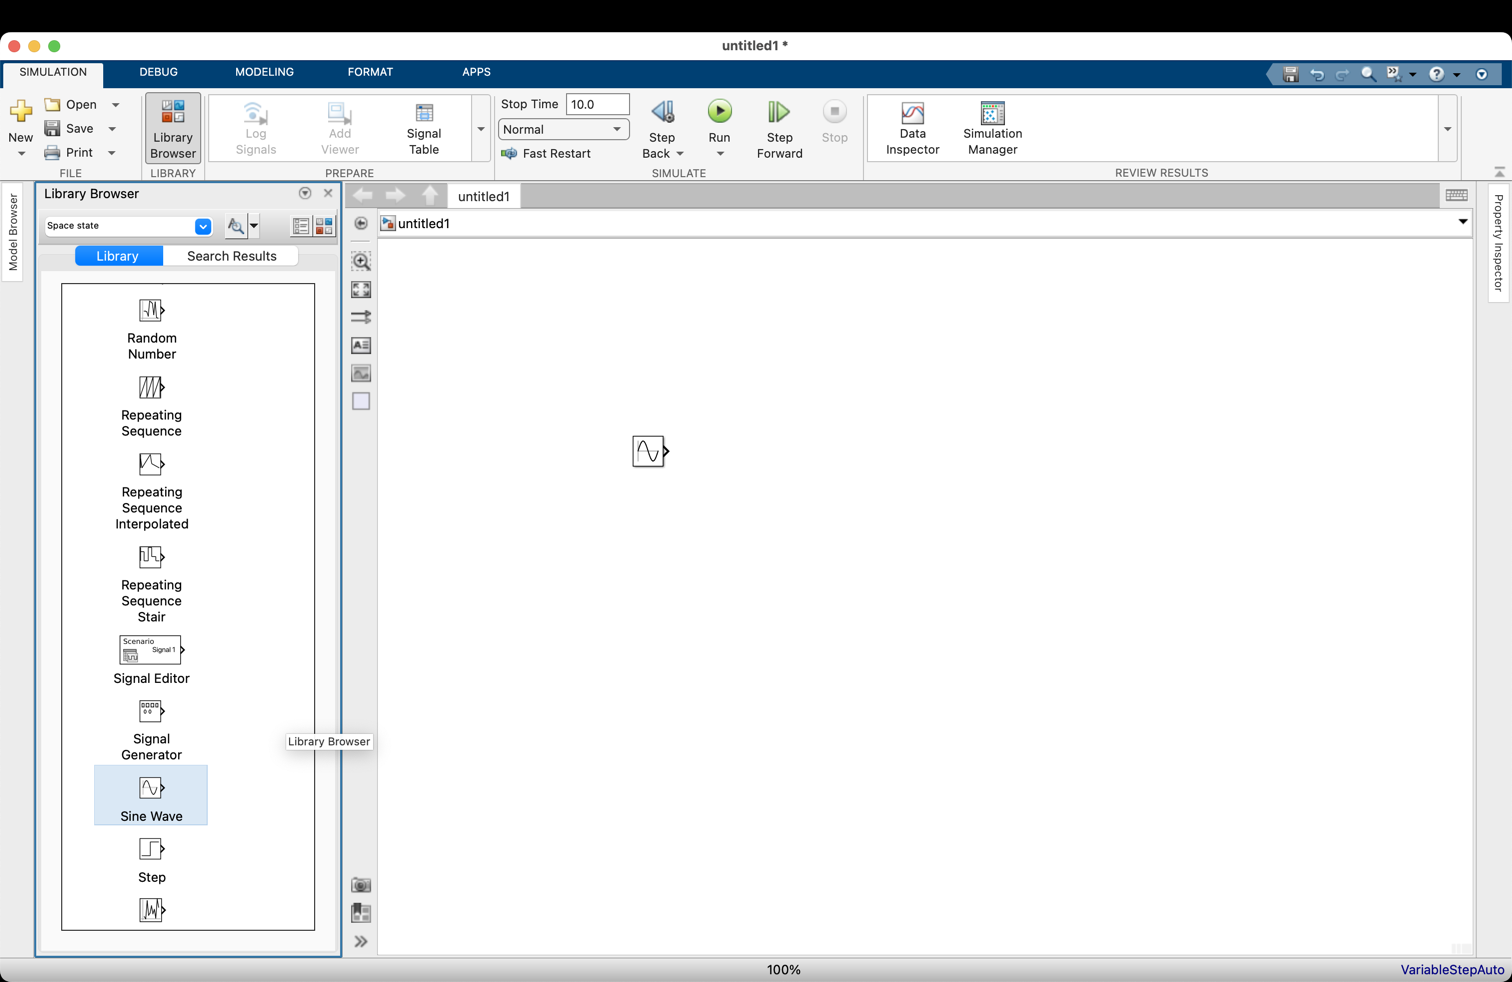 untitled1 *
SIMULATION DEBUG MODELING FORMAT APPS
New
Open
Save
Print
FILE
Library
Browser
LIBRARY
Log
Signals
Add
Viewer
Signal
Table
PREPARE
Stop Time 10.0
Normal
Fast Restart
Step
Back
Run
Step
Forward
Stop
SIMULATE
Data
Inspector
Simulation
Manager
REVIEW RESULTS
Model Browser
Library Browser
Space state
Library Search Results
Random
Number
Repeating
Sequence
Repeating
Sequence
Interpolated
Repeating
Sequence
Stair
Scenario
Signal 1
Signal Editor
Signal
Generator
Sine Wave
Step
Library Browser
untitled1
untitled1
Property Inspector
100%
VariableStepAuto